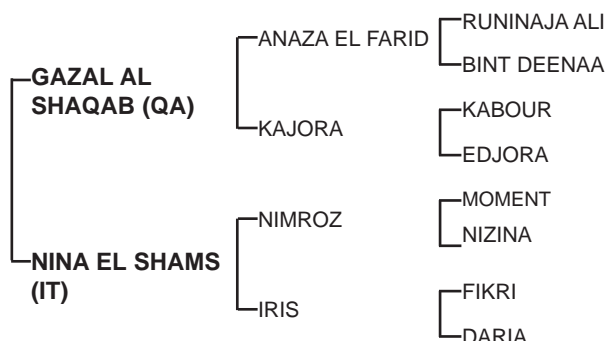 GAZAL AL
SHAQAB (QA)
ANAZA EL FARID
RUNINAJA ALI
BINT DEENAA
KAJORA
KABOUR
EDJORA
NINA EL SHAMS
(IT)
NIMROZ
MOMENT
NIZINA
IRIS
FIKRI
DARIA